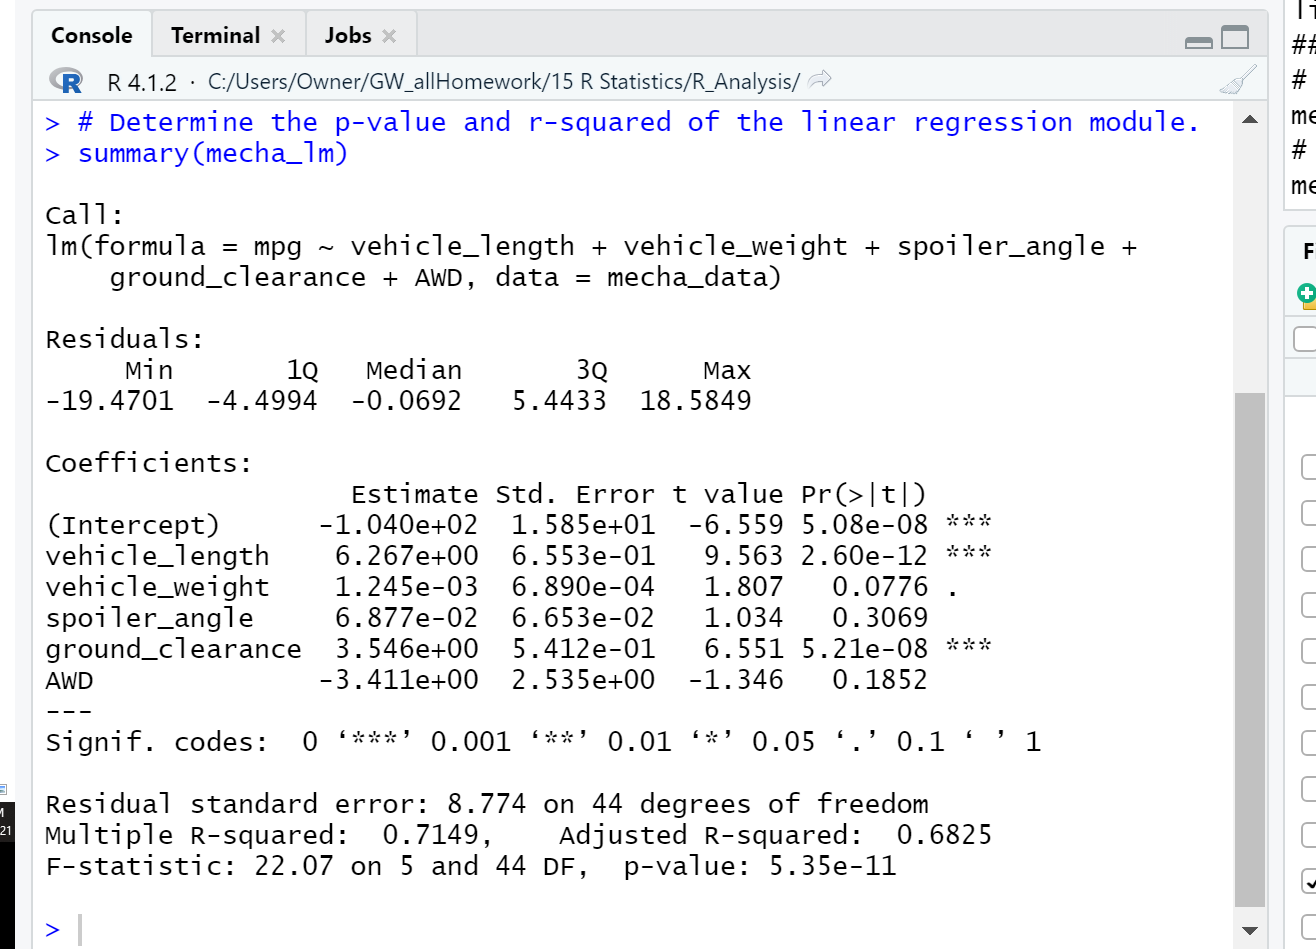 Console Terminal Jobs
R 4.1.2 · C:/Users/Owner/GW_allHomework/15 R Statistics/R_Analysis/
> # Determine the p-value and r-squared of the linear regression module.
> summary(mecha_lm)
Call:
lm(formula = mpg ~ vehicle_length + vehicle_weight + spoiler_angle +
    ground_clearance + AWD, data = mecha_data)
Residuals:
     Min       1Q   Median       3Q      Max
-19.4701  -4.4994  -0.0692   5.4433  18.5849
Coefficients:
                   Estimate Std. Error t value Pr(>|t|)
(Intercept)      -1.040e+02  1.585e+01  -6.559 5.08e-08 ***
vehicle_length    6.267e+00  6.553e-01   9.563 2.60e-12 ***
vehicle_weight    1.245e-03  6.890e-04   1.807   0.0776 .
spoiler_angle     6.877e-02  6.653e-02   1.034   0.3069
ground_clearance  3.546e+00  5.412e-01   6.551 5.21e-08 ***
AWD              -3.411e+00  2.535e+00  -1.346   0.1852
---
Signif. codes:  0 ‘***’ 0.001 ‘**’ 0.01 ‘*’ 0.05 ‘.’ 0.1 ‘ ’ 1
Residual standard error: 8.774 on 44 degrees of freedom
Multiple R-squared:  0.7149,    Adjusted R-squared:  0.6825
F-statistic: 22.07 on 5 and 44 DF,  p-value: 5.35e-11
>
##
#
me
#
me
F
21